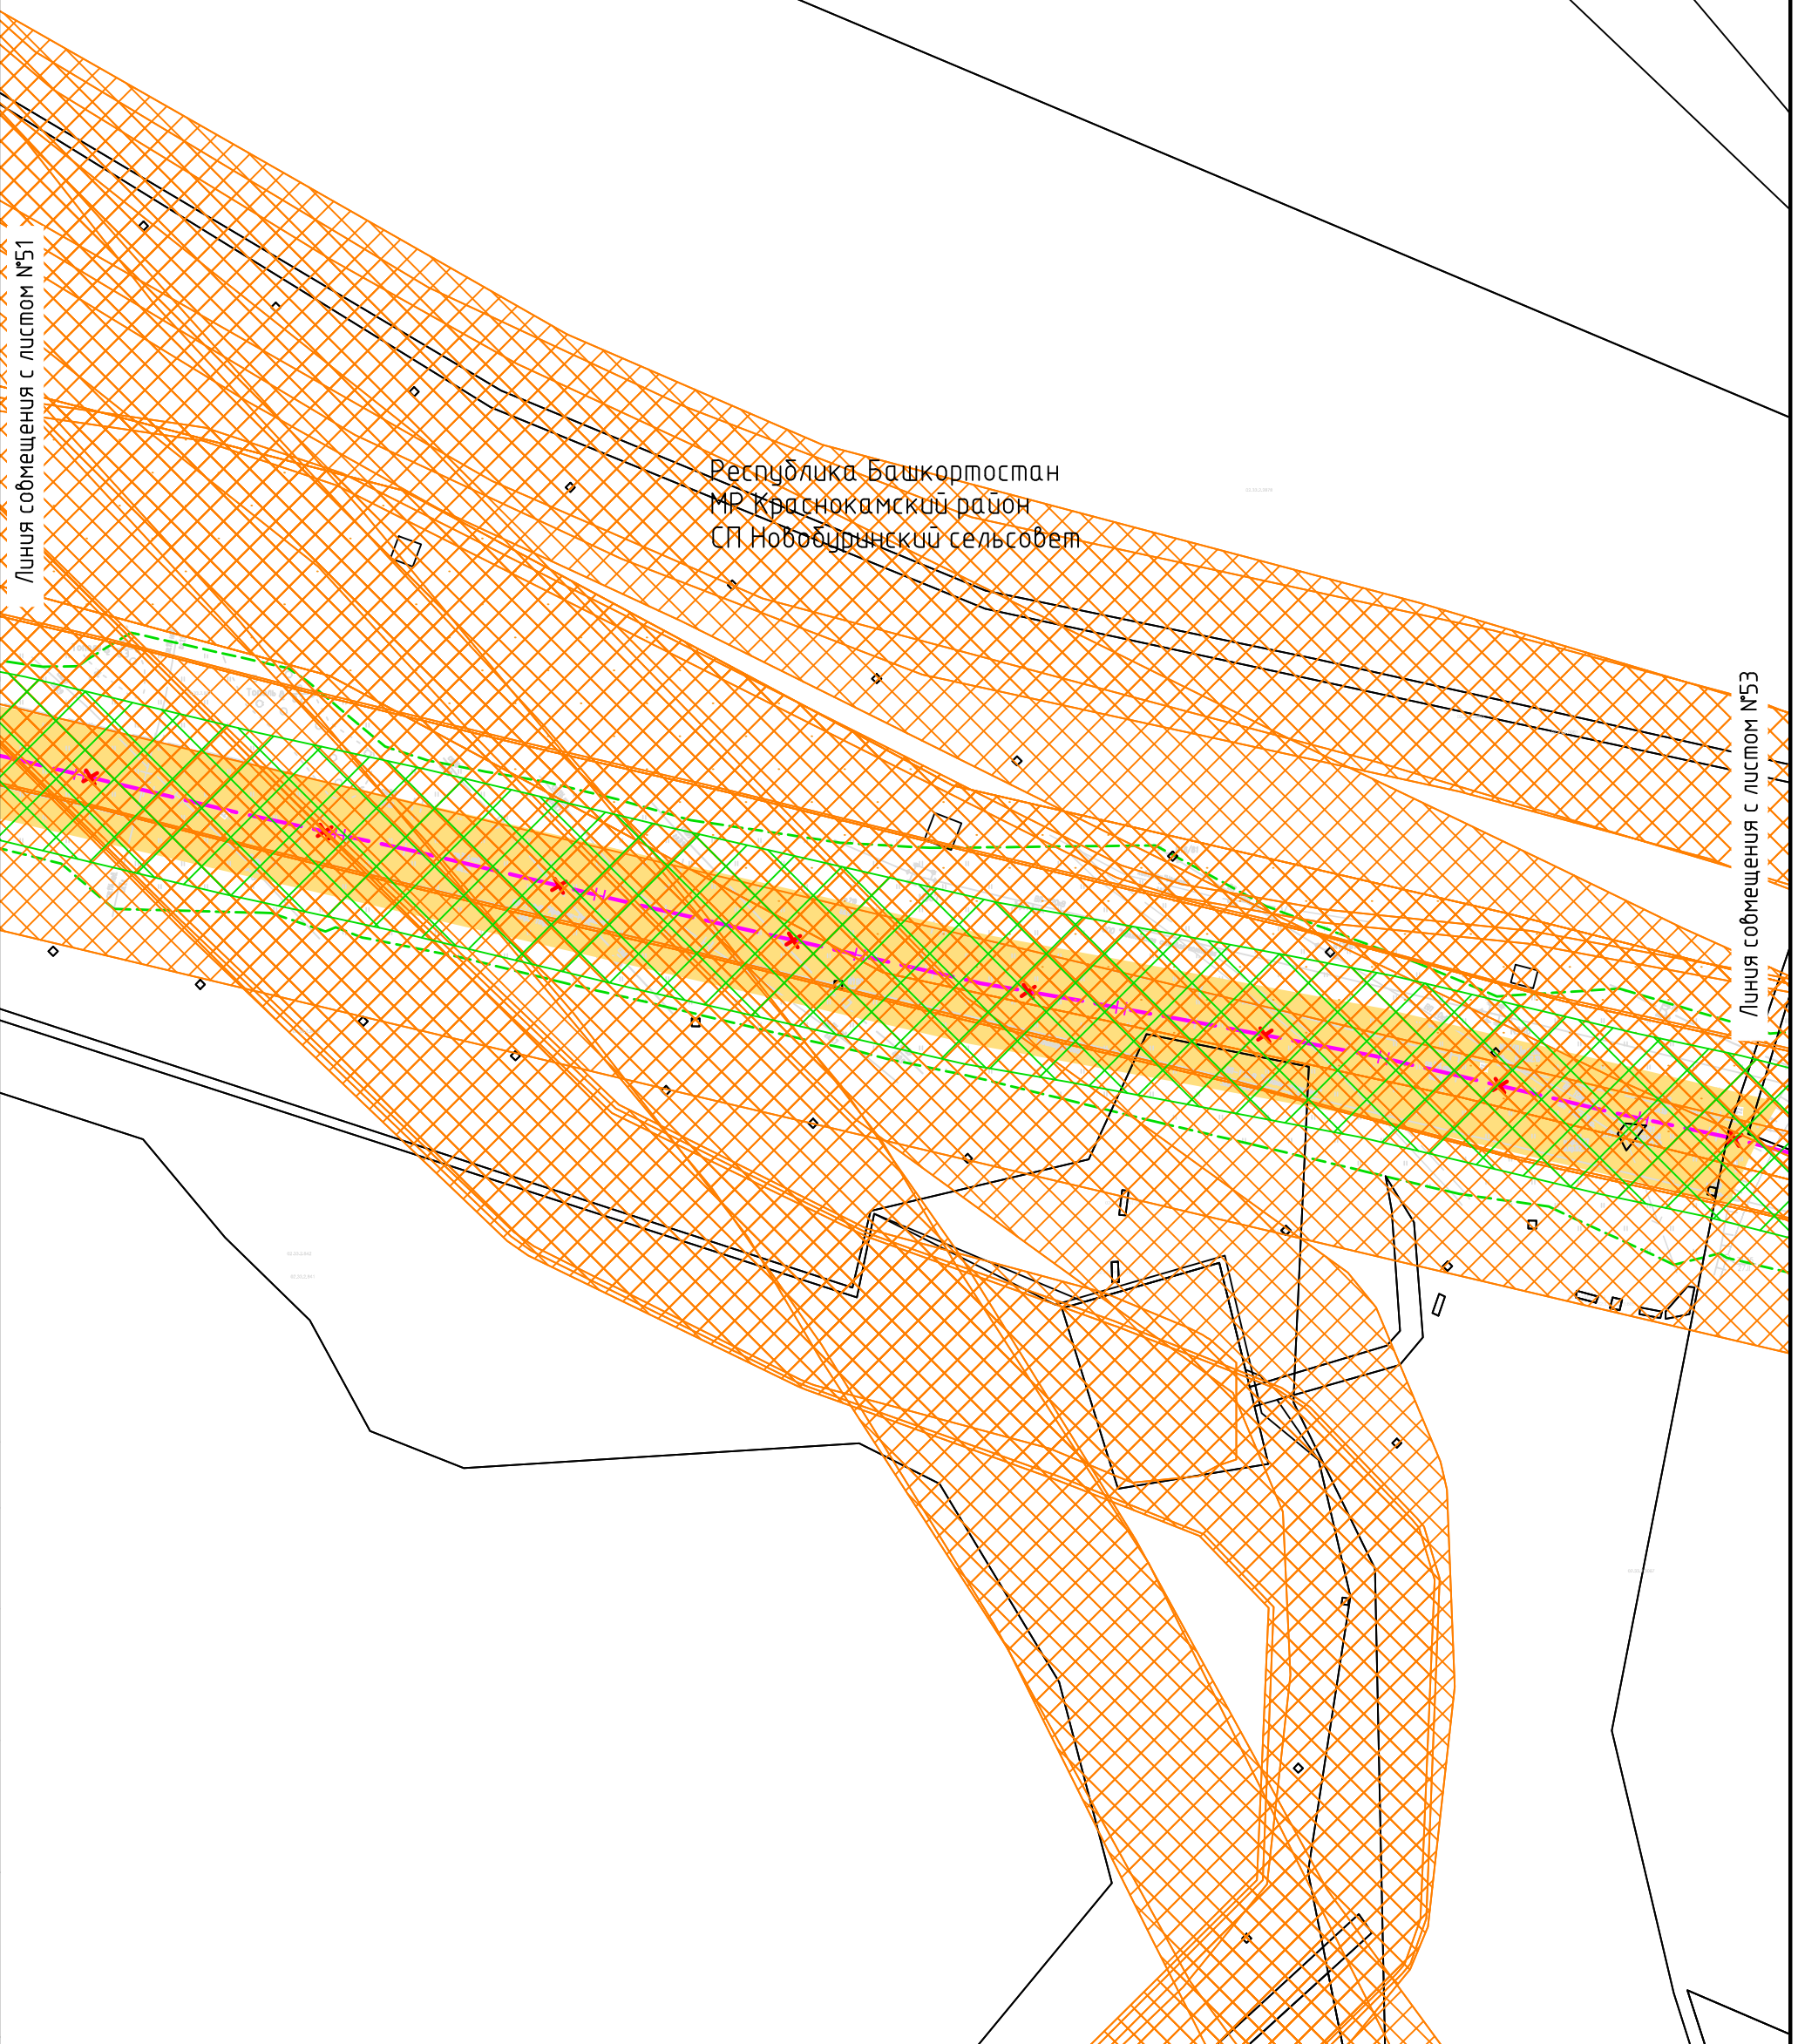 Линия совмещения с листом №51
Республика Башкортостан
МР Краснокамский район
СП Новобуринский сельсовет
Линия совмещения с листом №53